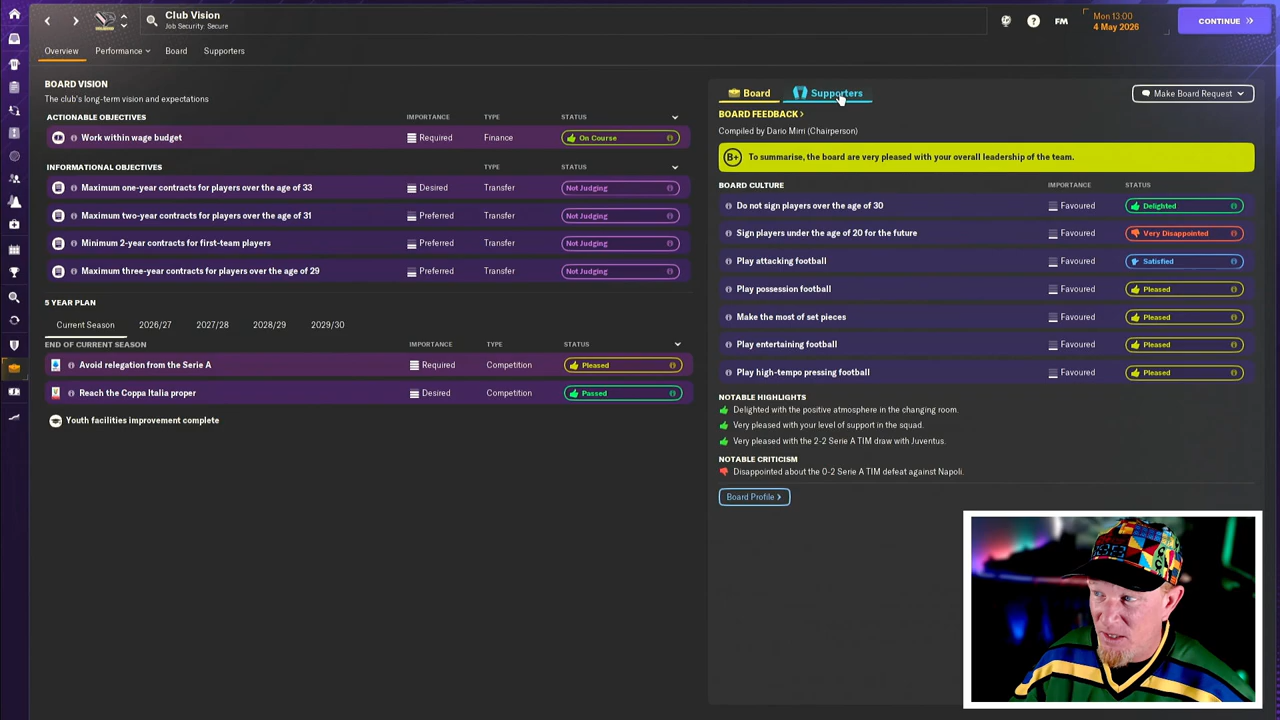 Club Vision
Job Security: Secure
FM
Mon 13:00
4 May 2026
CONTINUE
Overview
Performance
Board
Supporters
BOARD VISION
The club's long-term vision and expectations
ACTIONABLE OBJECTIVES IMPORTANCE TYPE STATUS
Work within wage budget Required Finance On Course
INFORMATIONAL OBJECTIVES TYPE STATUS
Maximum one-year contracts for players over the age of 33 Desired Transfer Not Judging
Maximum two-year contracts for players over the age of 31 Preferred Transfer Not Judging
Minimum 2-year contracts for first-team players Preferred Transfer Not Judging
Maximum three-year contracts for players over the age of 29 Preferred Transfer Not Judging
5 YEAR PLAN
Current Season 2026/27 2027/28 2028/29 2029/30
END OF CURRENT SEASON IMPORTANCE TYPE STATUS
Avoid relegation from the Serie A Required Competition Pleased
Reach the Coppa Italia proper Desired Competition Passed
Youth facilities improvement complete
Board
Supporters
Make Board Request
BOARD FEEDBACK >
Compiled by Dario Mirri (Chairperson)
B+ To summarise, the board are very pleased with your overall leadership of the team.
BOARD CULTURE IMPORTANCE STATUS
Do not sign players over the age of 30 Favoured Delighted
Sign players under the age of 20 for the future Favoured Very Disappointed
Play attacking football Favoured Satisfied
Play possession football Favoured Pleased
Make the most of set pieces Favoured Pleased
Play entertaining football Favoured Pleased
Play high-tempo pressing football Favoured Pleased
NOTABLE HIGHLIGHTS
Delighted with the positive atmosphere in the changing room.
Very pleased with your level of support in the squad.
Very pleased with the 2-2 Serie A TIM draw with Juventus.
NOTABLE CRITICISM
Disappointed about the 0-2 Serie A TIM defeat against Napoli.
Board Profile >